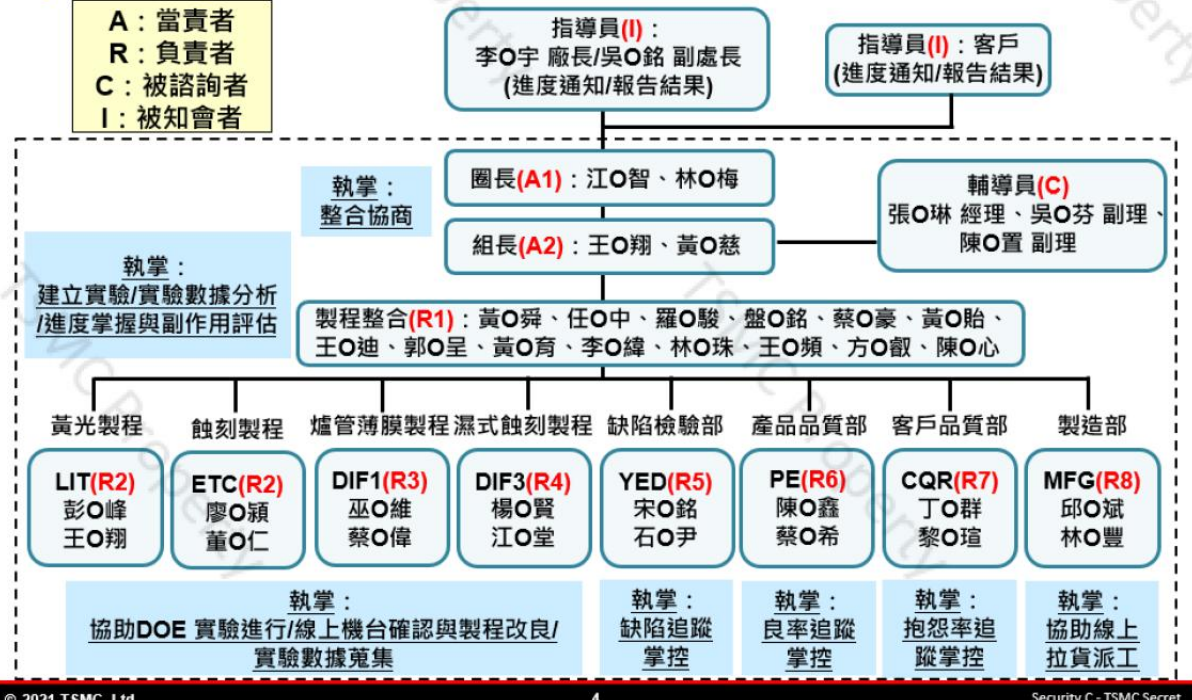 A：當責者
R：負責者
C：被諮詢者
I：被知會者
指導員(I)：
李O宇 廠長/吳O銘 副處長
(進度通知/報告結果)
指導員(I)：客戶
(進度通知/報告結果)
執掌：
整合協商
圈長(A1)：江O智、林O梅
組長(A2)：王O翔、黃O慈
輔導員(C)
張O琳 經理、吳O芬 副理、
陳O置 副理
執掌：
建立實驗/實驗數據分析
/進度掌握與副作用評估
製程整合(R1)：黃O舜、任O中、羅O駿、盤O銘、蔡O豪、黃O貽、
王O迪、郭O呈、黃O育、李O緯、林O珠、王O頻、方O叡、陳O心
黃光製程
LIT(R2)
彭O峰
王O翔
蝕刻製程
ETC(R2)
廖O穎
董O仁
爐管薄膜製程
DIF1(R3)
巫O維
蔡O偉
濕式蝕刻製程
DIF3(R4)
楊O賢
江O堂
缺陷檢驗部
YED(R5)
宋O銘
石O尹
產品品質部
PE(R6)
陳O鑫
蔡O希
客戶品質部
CQR(R7)
丁O群
黎O瑄
製造部
MFG(R8)
邱O斌
林O豐
執掌：
協助DOE 實驗進行/線上機台確認與製程改良/
實驗數據蒐集
執掌：
缺陷追蹤
掌控
執掌：
良率追蹤
掌控
執掌：
抱怨率追
蹤掌控
執掌：
協助線上
拉貨派工
TSMC Property
TSMC Property
© 2021 TSMC, Ltd
4
Security C - TSMC Secret